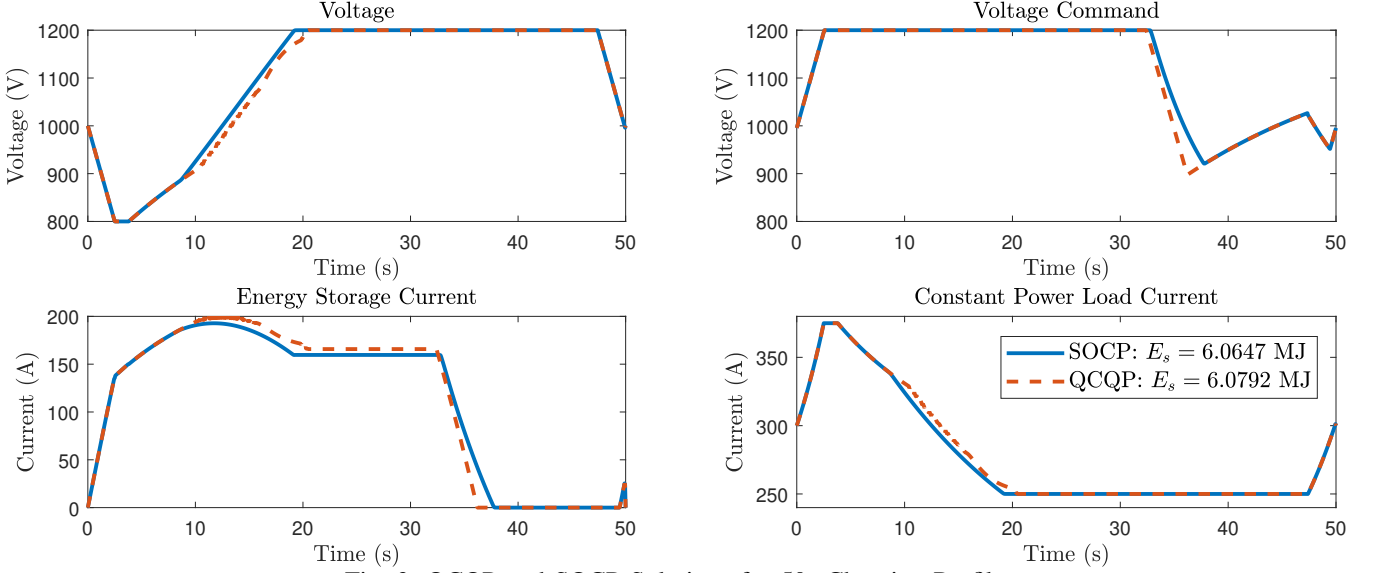 Voltage
Voltage (V)
1200
1100
1000
900
800
0 10 20 30 40 50
Time (s)
Voltage Command
Voltage (V)
1200
1100
1000
900
800
0 10 20 30 40 50
Time (s)
Energy Storage Current
Current (A)
200
150
100
50
0
0 10 20 30 40 50
Time (s)
Constant Power Load Current
Current (A)
350
300
250
SOCP: Eₛ = 6.0647 MJ
QCQP: Eₛ = 6.0792 MJ
0 10 20 30 40 50
Time (s)